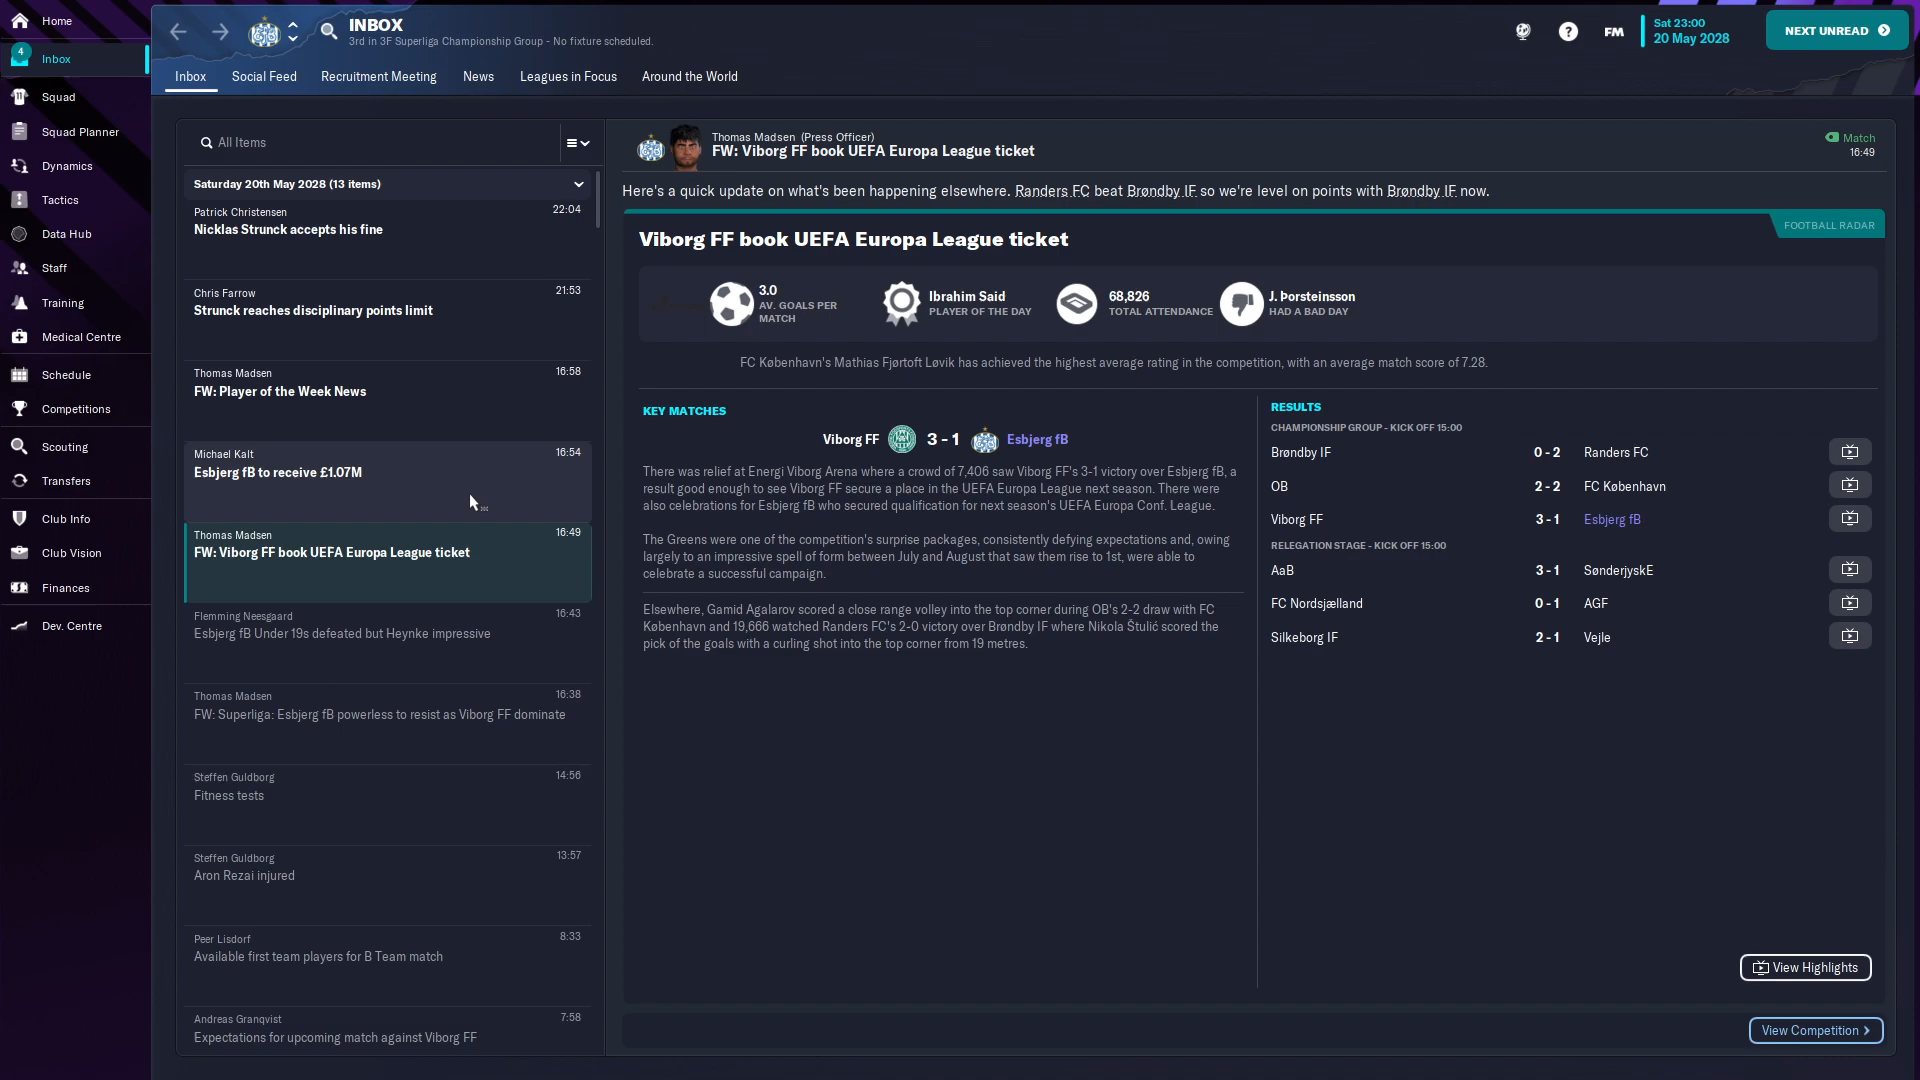 Home
4
Inbox
Squad
Squad Planner
Dynamics
Tactics
Data Hub
Staff
Training
Medical Centre
Schedule
Competitions
Scouting
Transfers
Club Info
Club Vision
Finances
Dev. Centre
INBOX
3rd in 3F Superliga Championship Group - No fixture scheduled.
FM
Sat 23:00
20 May 2028
NEXT UNREAD
Inbox
Social Feed
Recruitment Meeting
News
Leagues in Focus
Around the World
All Items
Saturday 20th May 2028 (13 items)
Patrick Christensen 22:04
Nicklas Strunck accepts his fine
Chris Farrow 21:53
Strunck reaches disciplinary points limit
Thomas Madsen 16:58
FW: Player of the Week News
Michael Kalt 16:54
Esbjerg fB to receive £1.07M
Thomas Madsen 16:49
FW: Viborg FF book UEFA Europa League ticket
Flemming Neesgaard 16:43
Esbjerg fB Under 19s defeated but Heynke impressive
Thomas Madsen 16:38
FW: Superliga: Esbjerg fB powerless to resist as Viborg FF dominate
Steffen Guldborg 14:56
Fitness tests
Steffen Guldborg 13:57
Aron Rezai injured
Peer Lisdorf 8:33
Available first team players for B Team match
Andreas Granqvist 7:58
Expectations for upcoming match against Viborg FF
Thomas Madsen (Press Officer)
FW: Viborg FF book UEFA Europa League ticket
Match
16:49
Here's a quick update on what's been happening elsewhere. Randers FC beat Brøndby IF so we're level on points with Brøndby IF now.
FOOTBALL RADAR
Viborg FF book UEFA Europa League ticket
3.0
AV. GOALS PER
MATCH
Ibrahim Said
PLAYER OF THE DAY
68,826
TOTAL ATTENDANCE
J. Þorsteinsson
HAD A BAD DAY
FC København's Mathias Fjørtoft Løvik has achieved the highest average rating in the competition, with an average match score of 7.28.
KEY MATCHES
Viborg FF 3 - 1 Esbjerg fB
There was relief at Energi Viborg Arena where a crowd of 7,406 saw Viborg FF's 3-1 victory over Esbjerg fB, a
result good enough to see Viborg FF secure a place in the UEFA Europa League next season. There were
also celebrations for Esbjerg fB who secured qualification for next season's UEFA Europa Conf. League.
The Greens were one of the competition's surprise packages, consistently defying expectations and, owing
largely to an impressive spell of form between July and August that saw them rise to 1st, were able to
celebrate a successful campaign.
Elsewhere, Gamid Agalarov scored a close range volley into the top corner during OB's 2-2 draw with FC
København and 19,666 watched Randers FC's 2-0 victory over Brøndby IF where Nikola Štulić scored the
pick of the goals with a curling shot into the top corner from 19 metres.
RESULTS
CHAMPIONSHIP GROUP - KICK OFF 15:00
Brøndby IF 0 - 2 Randers FC
OB 2 - 2 FC København
Viborg FF 3 - 1 Esbjerg fB
RELEGATION STAGE - KICK OFF 15:00
AaB 3 - 1 SønderjyskE
FC Nordsjælland 0 - 1 AGF
Silkeborg IF 2 - 1 Vejle
View Highlights
View Competition